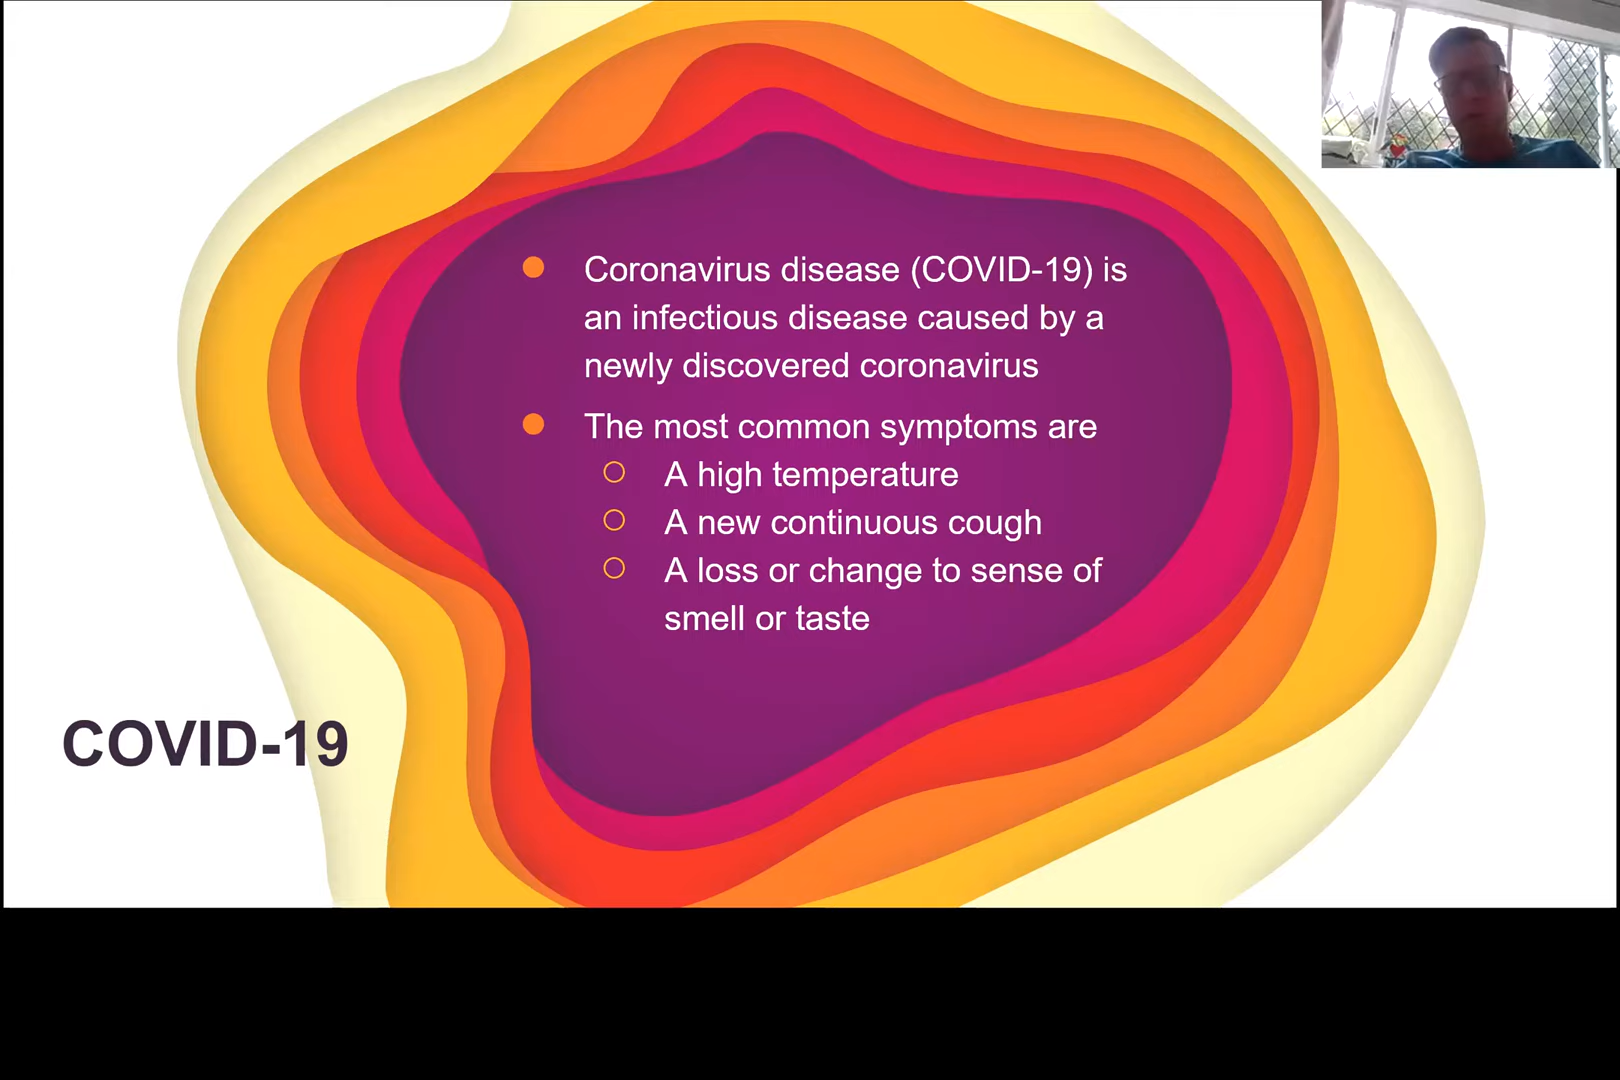 Coronavirus disease (COVID-19) is
an infectious disease caused by a
newly discovered coronavirus
The most common symptoms are
A high temperature
A new continuous cough
A loss or change to sense of
smell or taste
COVID-19